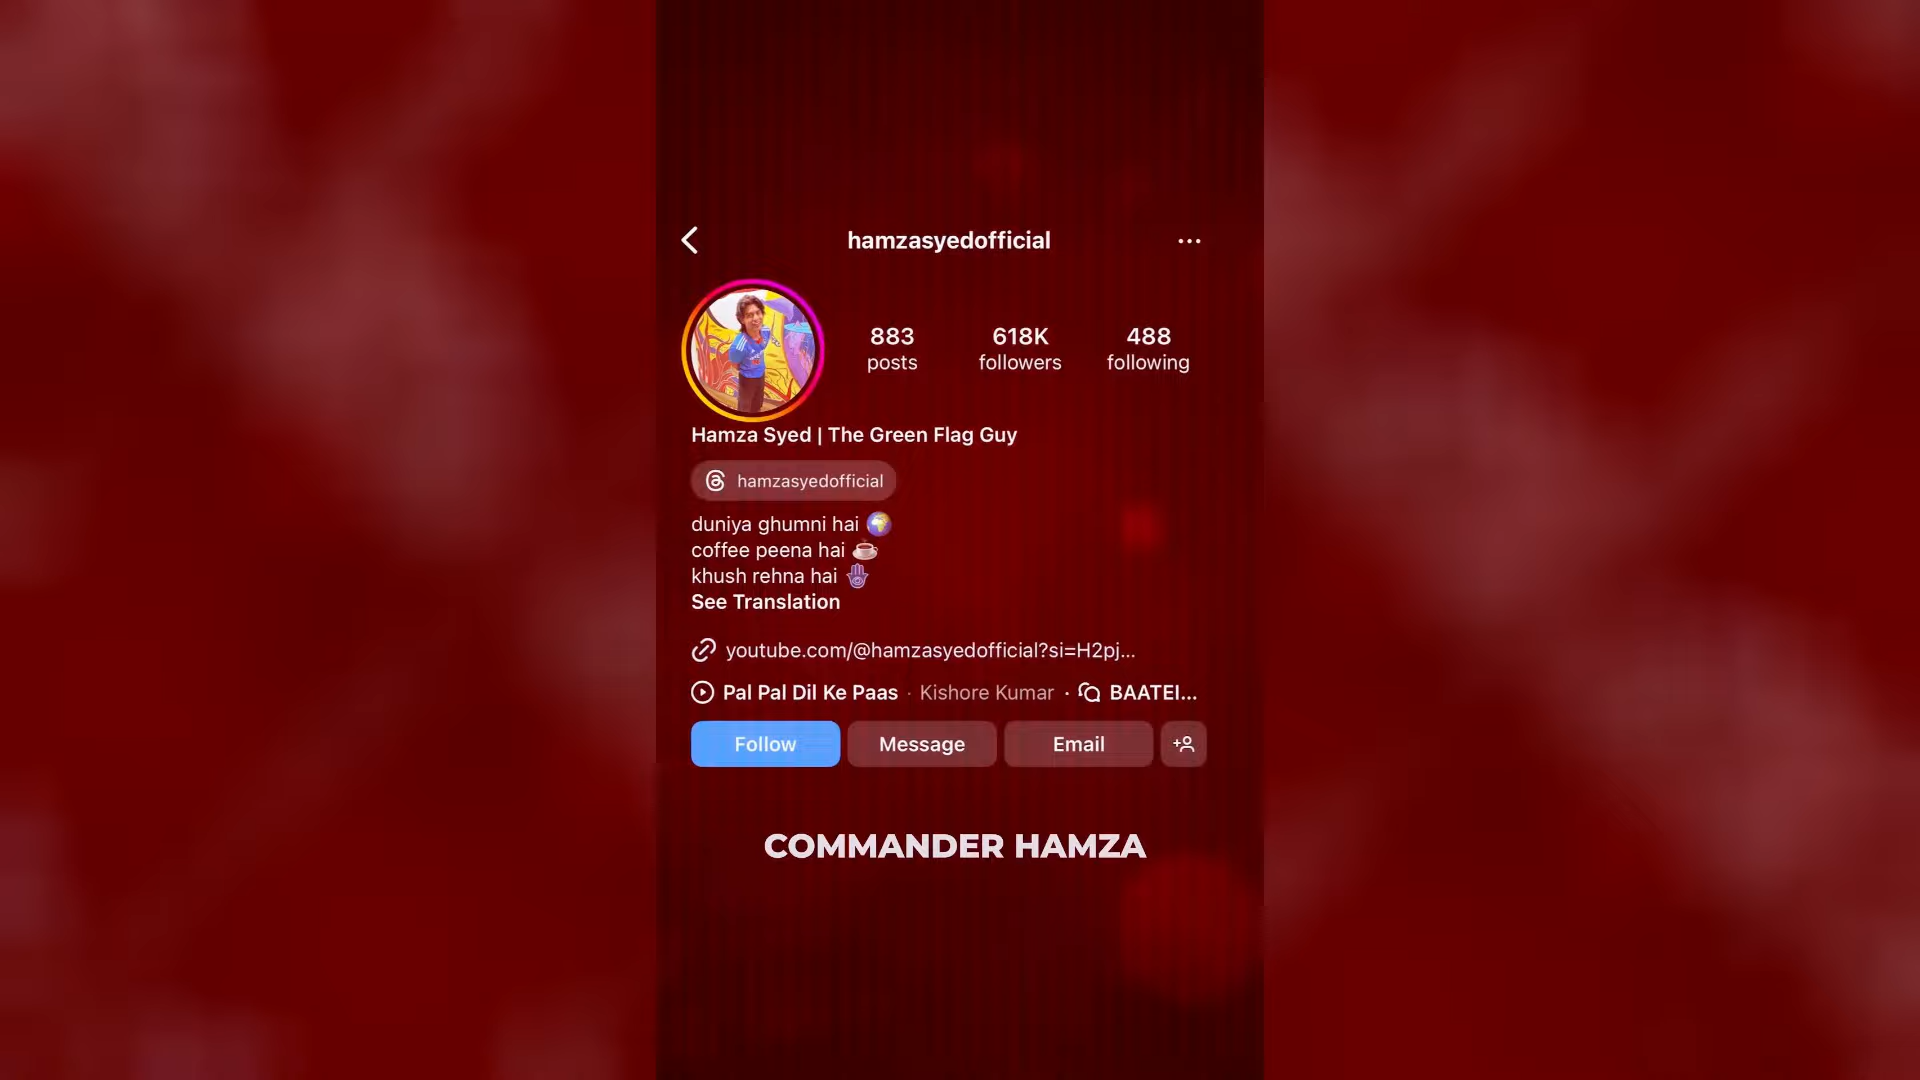 hamzasyedofficial
883 618K 488
posts followers following
Hamza Syed | The Green Flag Guy
hamzasyedofficial
duniya ghumni hai
coffee peena hai
khush rehna hai
See Translation
youtube.com/@hamzasyedofficial?si=H2pj...
Pal Pal Dil Ke Paas · Kishore Kumar · BAATEI...
Follow Message Email
COMMANDER HAMZA